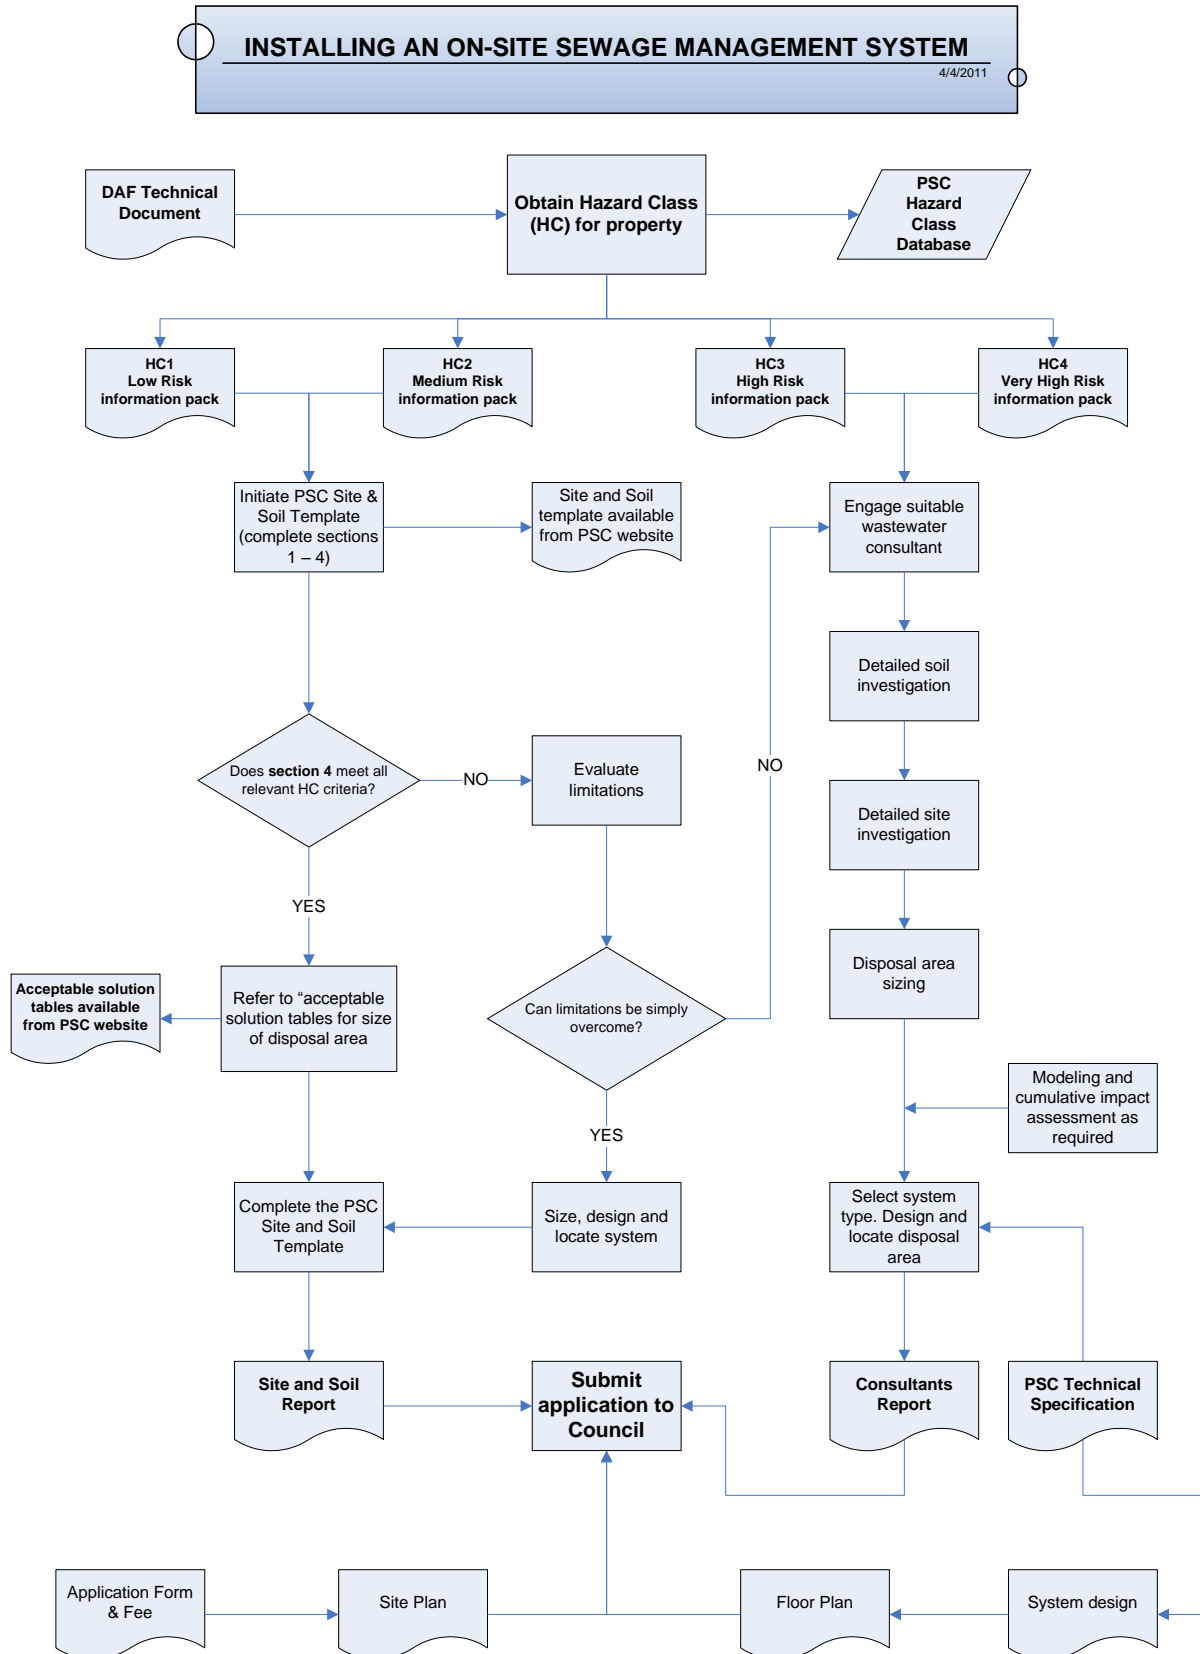 INSTALLING AN ON-SITE SEWAGE MANAGEMENT SYSTEM
4/4/2011
DAF Technical
Document
Obtain Hazard Class
(HC) for property
PSC
Hazard
Class
Database
HC1
Low Risk
information pack
HC2
Medium Risk
information pack
HC3
High Risk
information pack
HC4
Very High Risk
information pack
Initiate PSC Site &
Soil Template
(complete sections
1 – 4)
Site and Soil
template available
from PSC website
Engage suitable
wastewater
consultant
Detailed soil
investigation
Does section 4 meet all
relevant HC criteria?
NO
Evaluate
limitations
NO
Detailed site
investigation
YES
Acceptable solution
tables available
from PSC website
Refer to “acceptable
solution tables for size
of disposal area
Can limitations be simply
overcome?
Disposal area
sizing
Modeling and
cumulative impact
assessment as
required
YES
Complete the PSC
Site and Soil
Template
Size, design and
locate system
Select system
type. Design and
locate disposal
area
Site and Soil
Report
Submit
application to
Council
Consultants
Report
PSC Technical
Specification
Application Form
& Fee
Site Plan
Floor Plan
System design